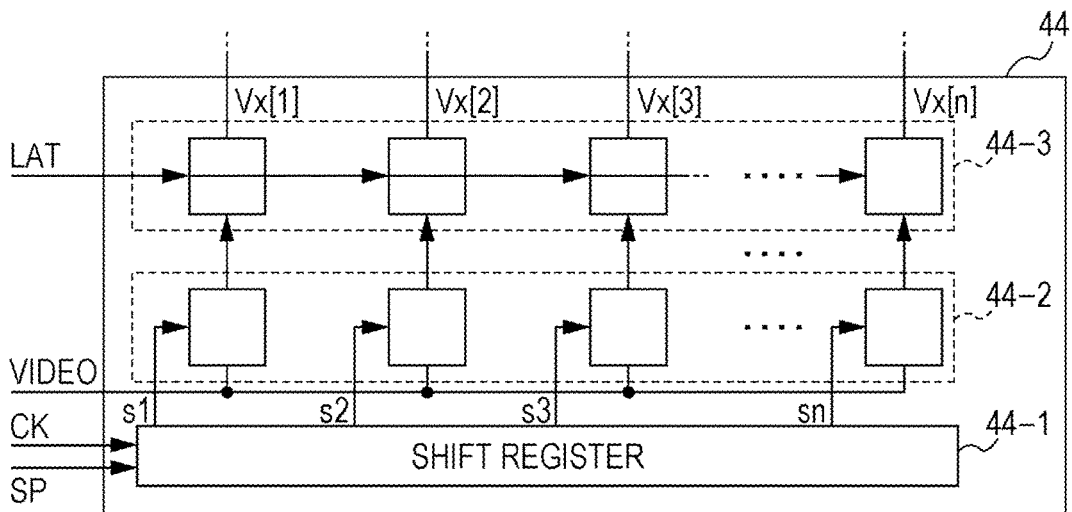 44
Vx[1] Vx[2] Vx[3] Vx[n]
LAT
44-3
44-2
VIDEO
s1 s2 s3 sn
CK
44-1
SHIFT REGISTER
SP